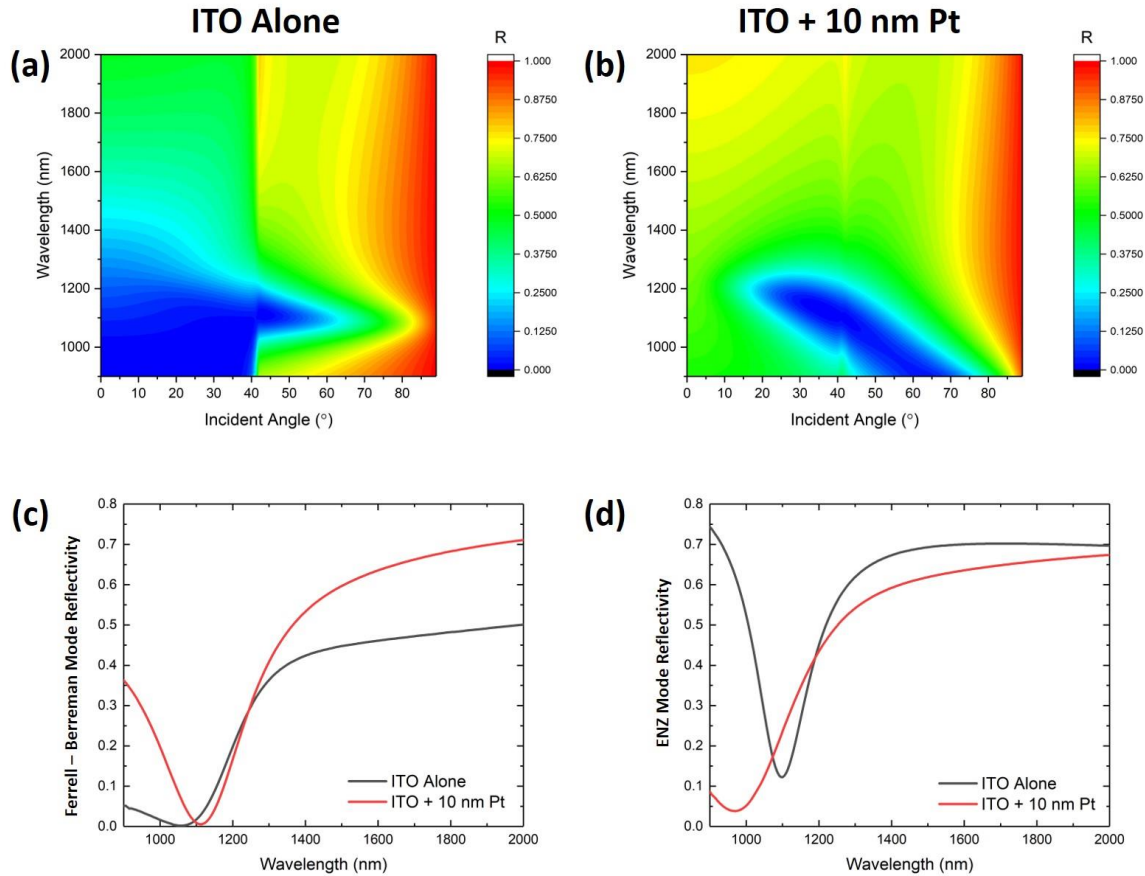 ITO Alone
ITO + 10 nm Pt
(a)
R
2000
1800
1600
1400
1200
1000
Wavelength (nm)
0 10 20 30 40 50 60 70 80
Incident Angle (°)
1.000
0.8750
0.7500
0.6250
0.5000
0.3750
0.2500
0.1250
0.000
(b)
R
2000
1800
1600
1400
1200
1000
Wavelength (nm)
0 10 20 30 40 50 60 70 80
Incident Angle (°)
1.000
0.8750
0.7500
0.6250
0.5000
0.3750
0.2500
0.1250
0.000
(c)
0.8
0.7
0.6
0.5
0.4
0.3
0.2
0.1
0.0
Ferrell – Berreman Mode Reflectivity
ITO Alone
ITO + 10 nm Pt
1000 1200 1400 1600 1800 2000
Wavelength (nm)
(d)
0.8
0.7
0.6
0.5
0.4
0.3
0.2
0.1
0.0
ENZ Mode Reflectivity
ITO Alone
ITO + 10 nm Pt
1000 1200 1400 1600 1800 2000
Wavelength (nm)